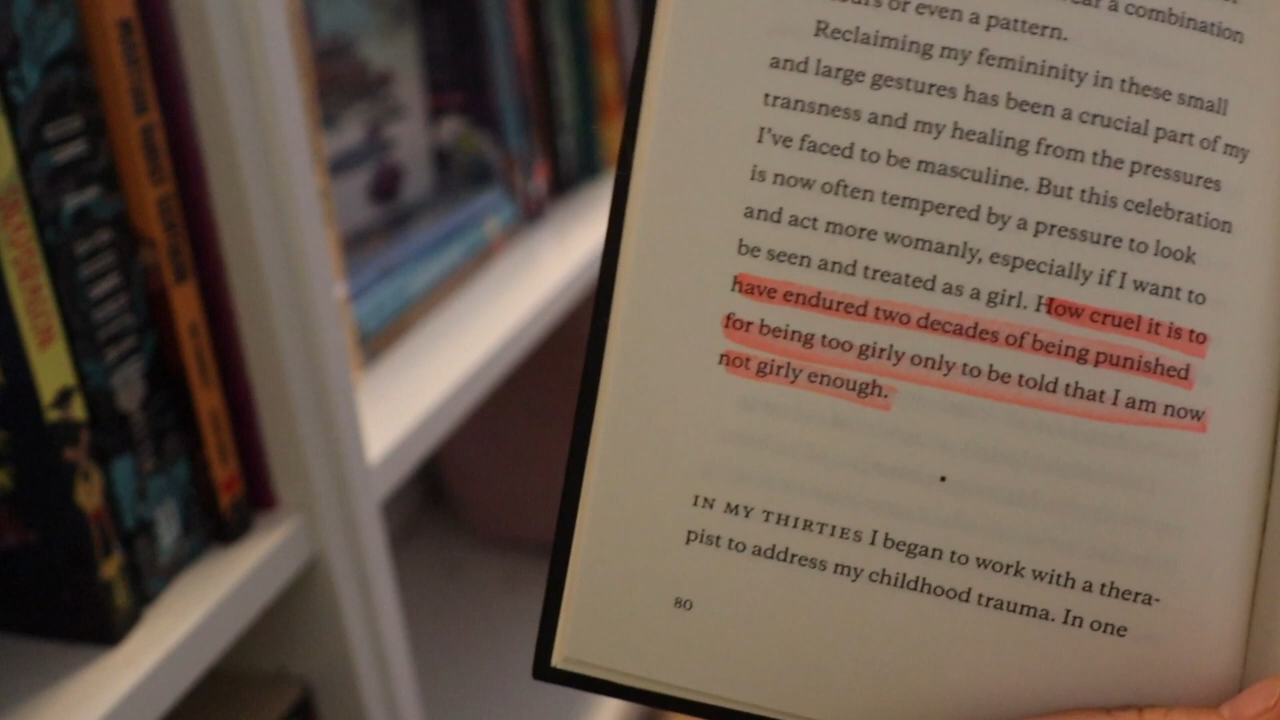 a combination
or even a pattern.
Reclaiming my femininity in these small
and large gestures has been a crucial part of my
transness and my healing from the pressures
I've faced to be masculine. But this celebration
is now often tempered by a pressure to look
and act more womanly, especially if I want to
be seen and treated as a girl. How cruel it is to
have endured two decades of being punished
for being too girly only to be told that I am now
not girly enough.
IN MY THIRTIES I began to work with a thera-
pist to address my childhood trauma. In one
80